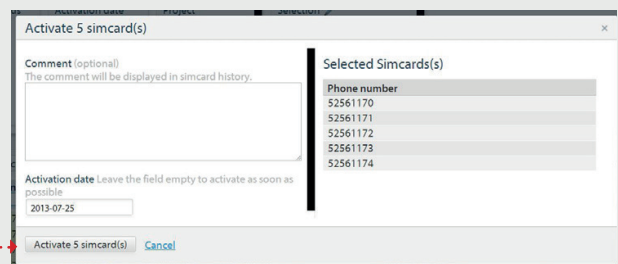 Activation date Project Selection
Activate 5 simcard(s) ×
Comment (optional)
The comment will be displayed in simcard history.
Activation date Leave the field empty to activate as soon as
possible
2013-07-25
Selected Simcards(s)
Phone number
52561170
52561171
52561172
52561173
52561174
Activate 5 simcard(s) Cancel